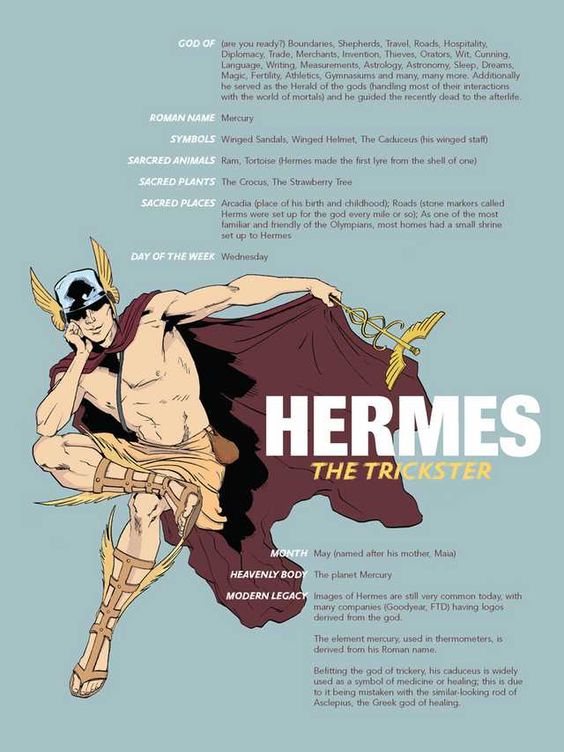 GOD OF (are you ready?) Boundaries, Shepherds, Travel, Roads, Hospitality,
Diplomacy, Trade, Merchants, Invention, Thieves, Orators, Wit, Cunning,
Language, Writing, Measurements, Astrology, Astronomy, Sleep, Dreams,
Magic, Fertility, Athletics, Gymnasiums and many, many more. Additionally
he served as the Herald of the gods (handling most of their interactions
with the world of mortals) and he guided the recently dead to the afterlife.
ROMAN NAME Mercury
SYMBOLS Winged Sandals, Winged Helmet, The Caduceus (his winged staff)
SARCRED ANIMALS Ram, Tortoise (Hermes made the first lyre from the shell of one)
SACRED PLANTS The Crocus, The Strawberry Tree
SACRED PLACES Arcadia (place of his birth and childhood); Roads (stone markers called
Herms were set up for the god every mile or so); As one of the most
familiar and friendly of the Olympians, most homes had a small shrine
set up to Hermes
DAY OF THE WEEK Wednesday
HERMES
THE TRICKSTER
MONTH May (named after his mother, Maia)
HEAVENLY BODY The planet Mercury
MODERN LEGACY Images of Hermes are still very common today, with
many companies (Goodyear, FTD) having logos
derived from the god.
The element mercury, used in thermometers, is
derived from his Roman name.
Befitting the god of trickery, his caduceus is widely
used as a symbol of medicine or healing; this is due
to it being mistaken with the similar-looking rod of
Asclepius, the Greek god of healing.